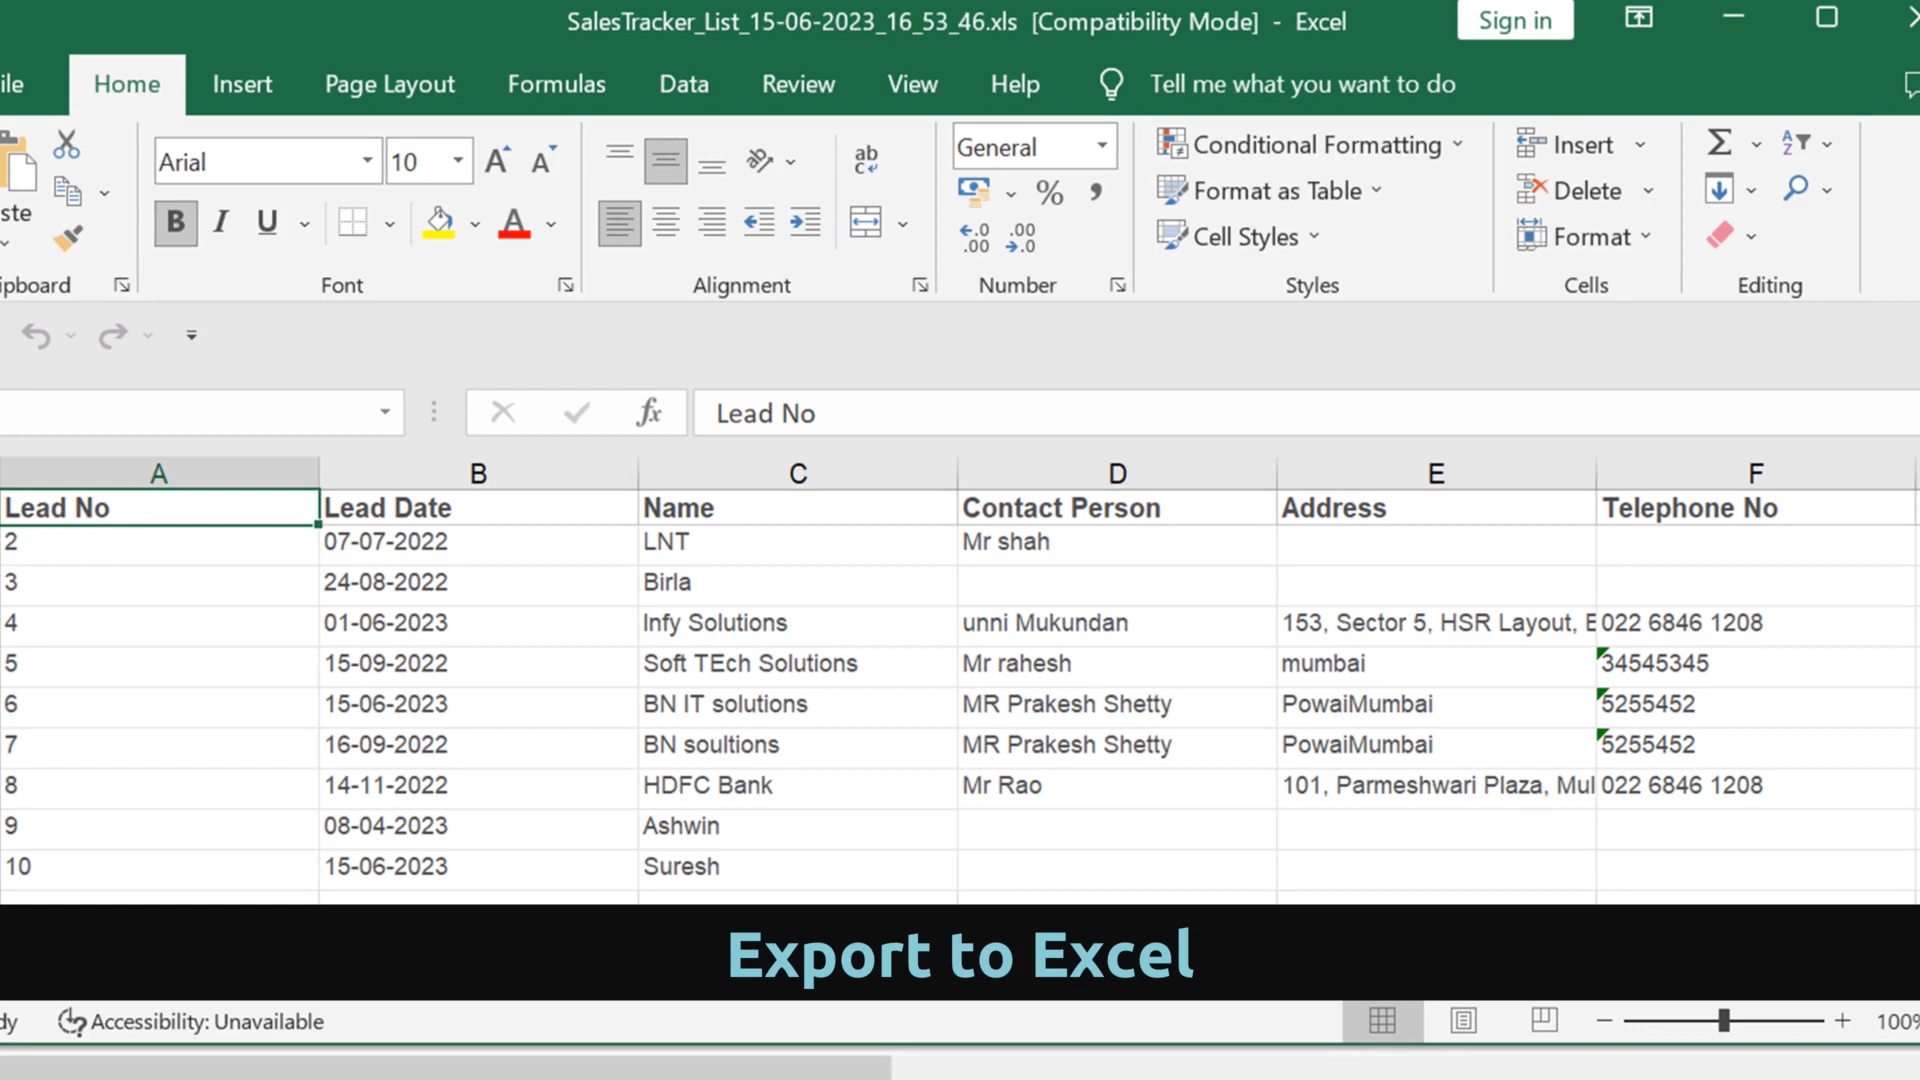 SalesTracker_List_15-06-2023_16_53_46.xls [Compatibility Mode] - Excel Sign in
ile Home Insert Page Layout Formulas Data Review View Help Tell me what you want to do
Arial 10 ab General Conditional Formatting Insert
ste Format as Table Delete
B I U A Cell Styles Format
ipboard Font Alignment Number Styles Cells Editing
fx Lead No
A B C D E F
Lead No Lead Date Name Contact Person Address Telephone No
2 07-07-2022 LNT Mr shah
3 24-08-2022 Birla
4 01-06-2023 Infy Solutions unni Mukundan 153, Sector 5, HSR Layout, E 022 6846 1208
5 15-09-2022 Soft TEch Solutions Mr rahesh mumbai 34545345
6 15-06-2023 BN IT solutions MR Prakesh Shetty PowaiMumbai 5255452
7 16-09-2022 BN soultions MR Prakesh Shetty PowaiMumbai 5255452
8 14-11-2022 HDFC Bank Mr Rao 101, Parmeshwari Plaza, Mul 022 6846 1208
9 08-04-2023 Ashwin
10 15-06-2023 Suresh
Export to Excel
dy Accessibility: Unavailable 100%